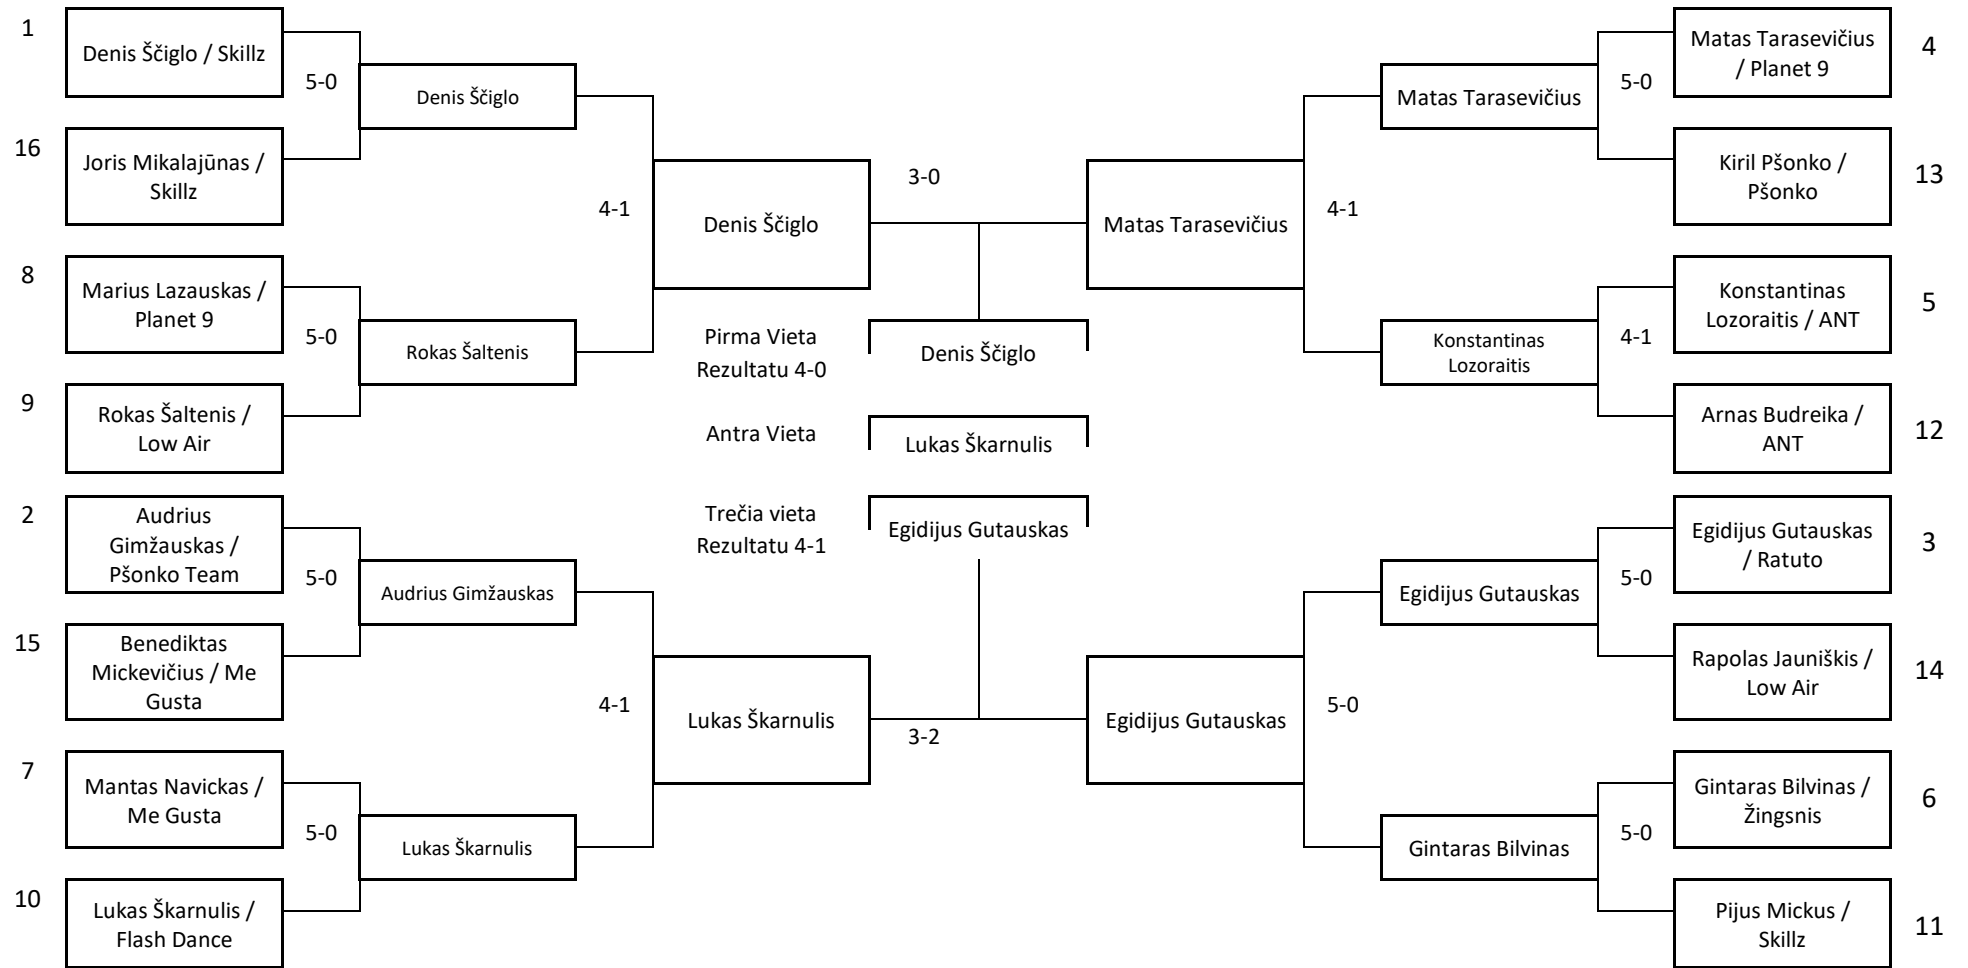 1
Denis Ščiglo / Skillz
5-0
16
Joris Mikalajūnas /
Skillz
Denis Ščiglo
4-1
8
Marius Lazauskas /
Planet 9
5-0
9
Rokas Šaltenis /
Low Air
Rokas Šaltenis
Denis Ščiglo
2
Audrius
Gimžauskas /
Pšonko Team
5-0
15
Benediktas
Mickevičius / Me
Gusta
Audrius Gimžauskas
4-1
7
Mantas Navickas /
Me Gusta
5-0
10
Lukas Škarnulis /
Flash Dance
Lukas Škarnulis
Lukas Škarnulis
3-0
Pirma Vieta
Rezultatu 4-0
Denis Ščiglo
Antra Vieta
Lukas Škarnulis
Trečia vieta
Rezultatu 4-1
Egidijus Gutauskas
3-2
Matas Tarasevičius
4-1
Matas Tarasevičius
5-0
Matas Tarasevičius
/ Planet 9
4
Kiril Pšonko /
Pšonko
13
Konstantinas
Lozoraitis
4-1
Konstantinas
Lozoraitis / ANT
5
Arnas Budreika /
ANT
12
Egidijus Gutauskas
5-0
Egidijus Gutauskas
5-0
Egidijus Gutauskas
/ Ratuto
3
Rapolas Jauniškis /
Low Air
14
Gintaras Bilvinas
5-0
Gintaras Bilvinas /
Žingsnis
6
Pijus Mickus /
Skillz
11